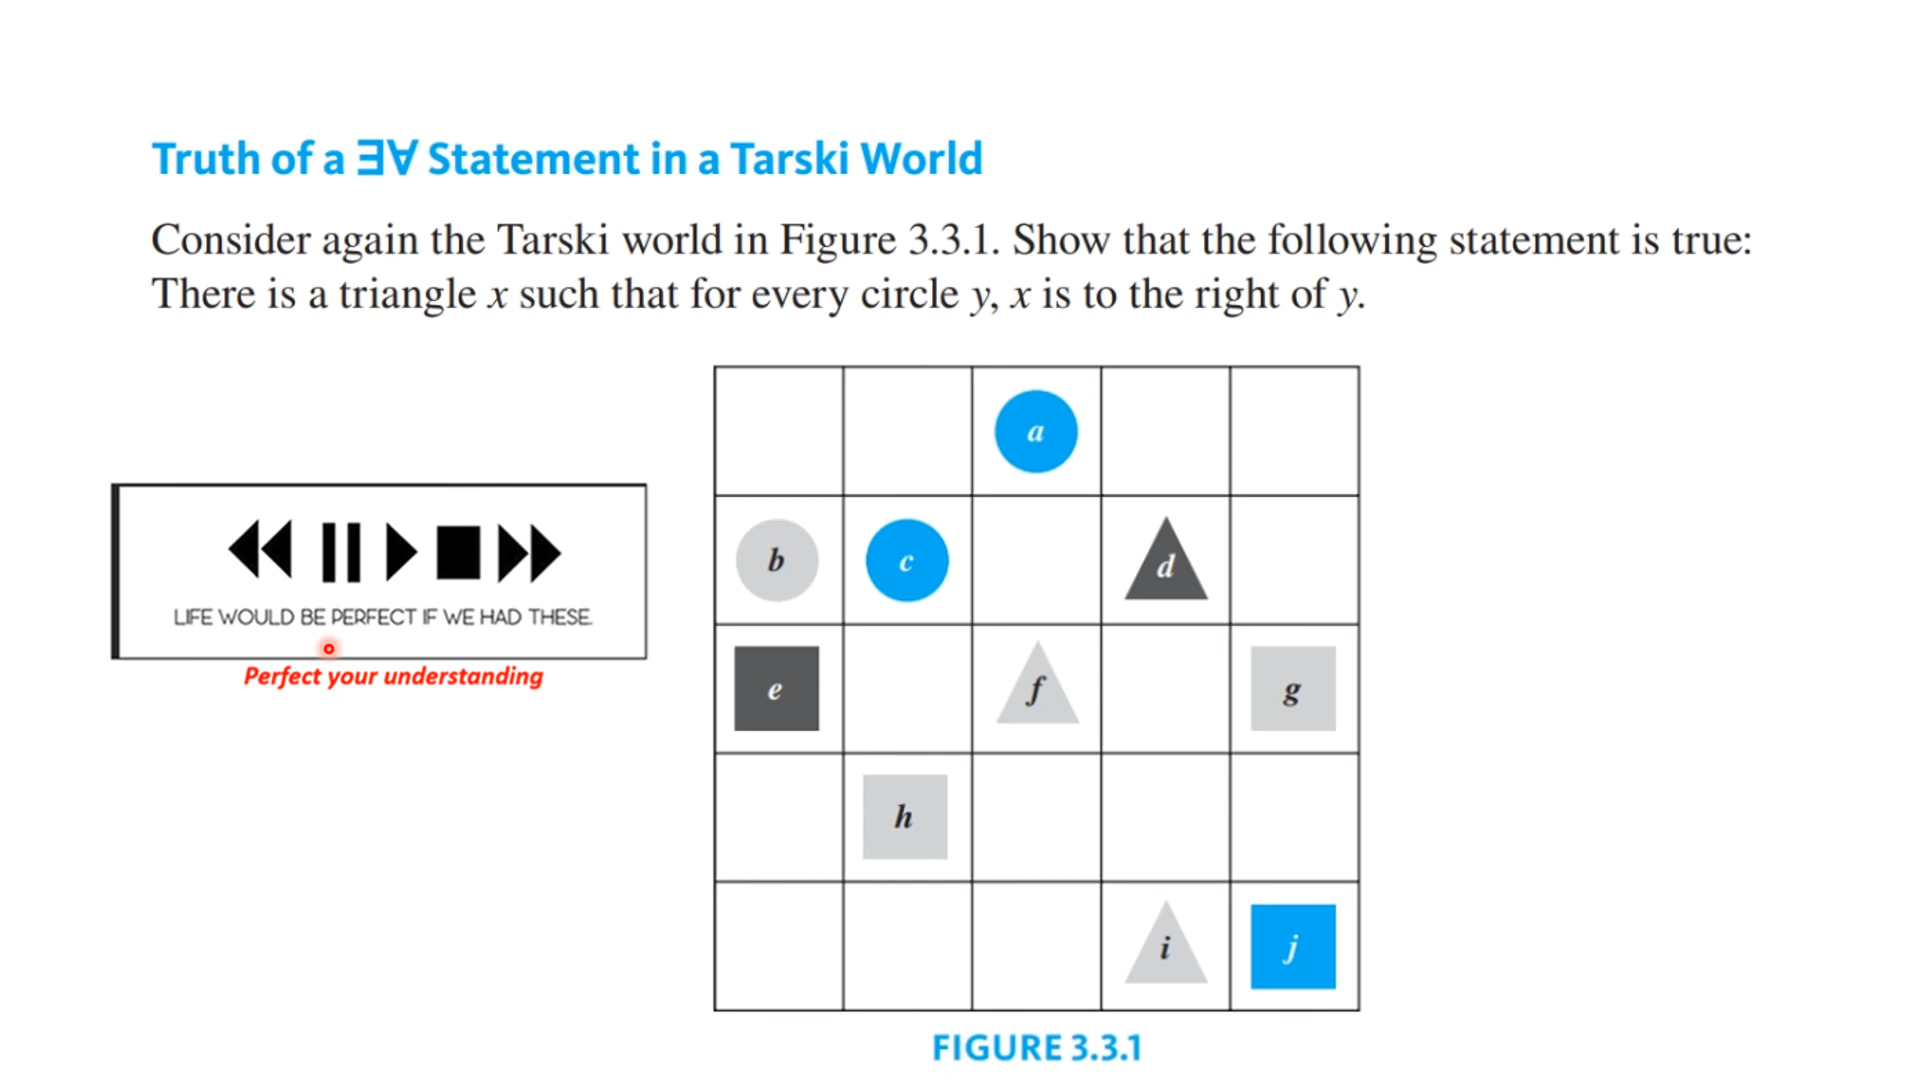 Truth of a ∃∀ Statement in a Tarski World
Consider again the Tarski world in Figure 3.3.1. Show that the following statement is true:
There is a triangle x such that for every circle y, x is to the right of y.
LIFE WOULD BE PERFECT IF WE HAD THESE.
Perfect your understanding
a
b c d
e f g
h
i j
FIGURE 3.3.1